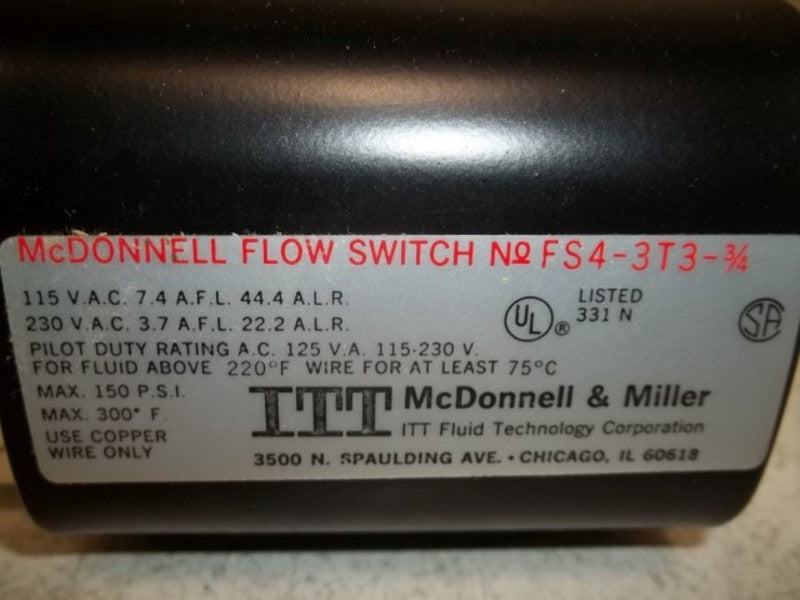 McDONNELL FLOW SWITCH No FS4-3T3-¾
115 V.A.C. 7.4 A.F.L. 44.4 A.L.R.
230 V.A.C. 3.7 A.F.L. 22.2 A.L.R.
UL ® LISTED
331 N
SA
PILOT DUTY RATING A.C. 125 V.A. 115-230 V.
FOR FLUID ABOVE 220°F WIRE FOR AT LEAST 75°C
MAX. 150 P.S.I.
MAX. 300° F.
USE COPPER
WIRE ONLY
ITT McDonnell & Miller
ITT Fluid Technology Corporation
3500 N. SPAULDING AVE. • CHICAGO, IL 60618